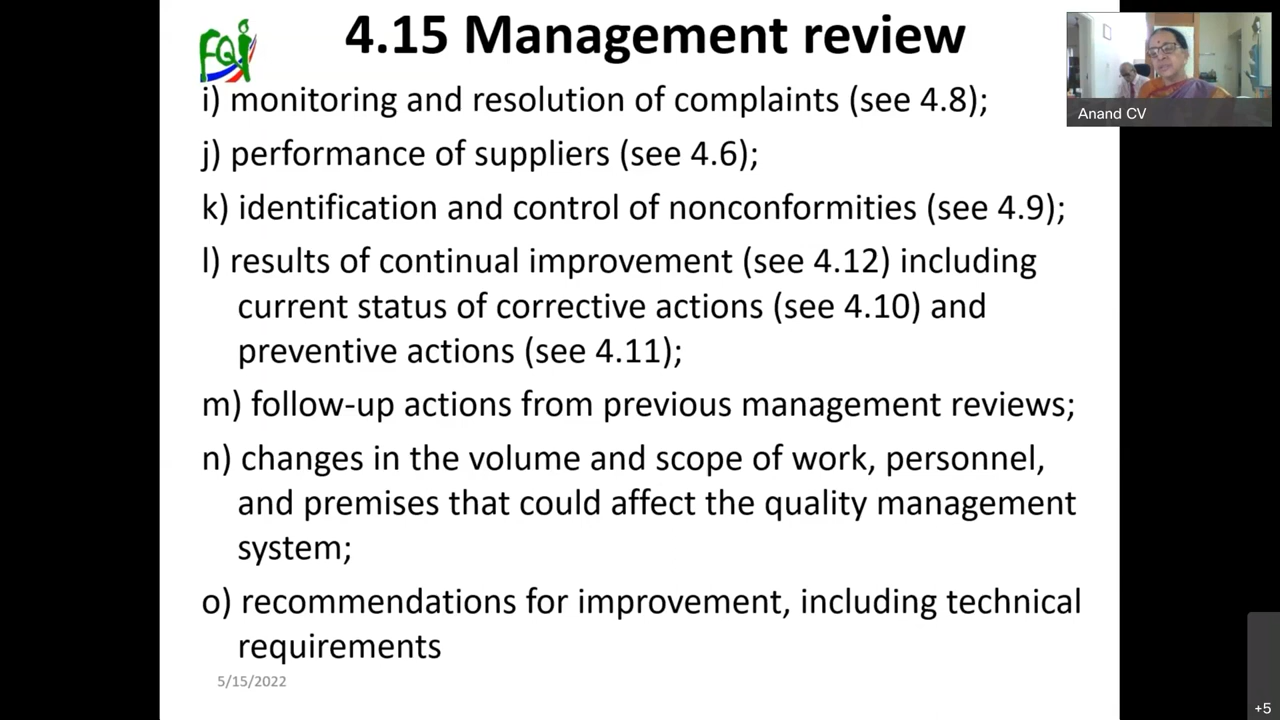 4.15 Management review
FQI
Anand CV
i) monitoring and resolution of complaints (see 4.8);
j) performance of suppliers (see 4.6);
k) identification and control of nonconformities (see 4.9);
l) results of continual improvement (see 4.12) including
current status of corrective actions (see 4.10) and
preventive actions (see 4.11);
m) follow-up actions from previous management reviews;
n) changes in the volume and scope of work, personnel,
and premises that could affect the quality management
system;
o) recommendations for improvement, including technical
requirements
5/15/2022
+5